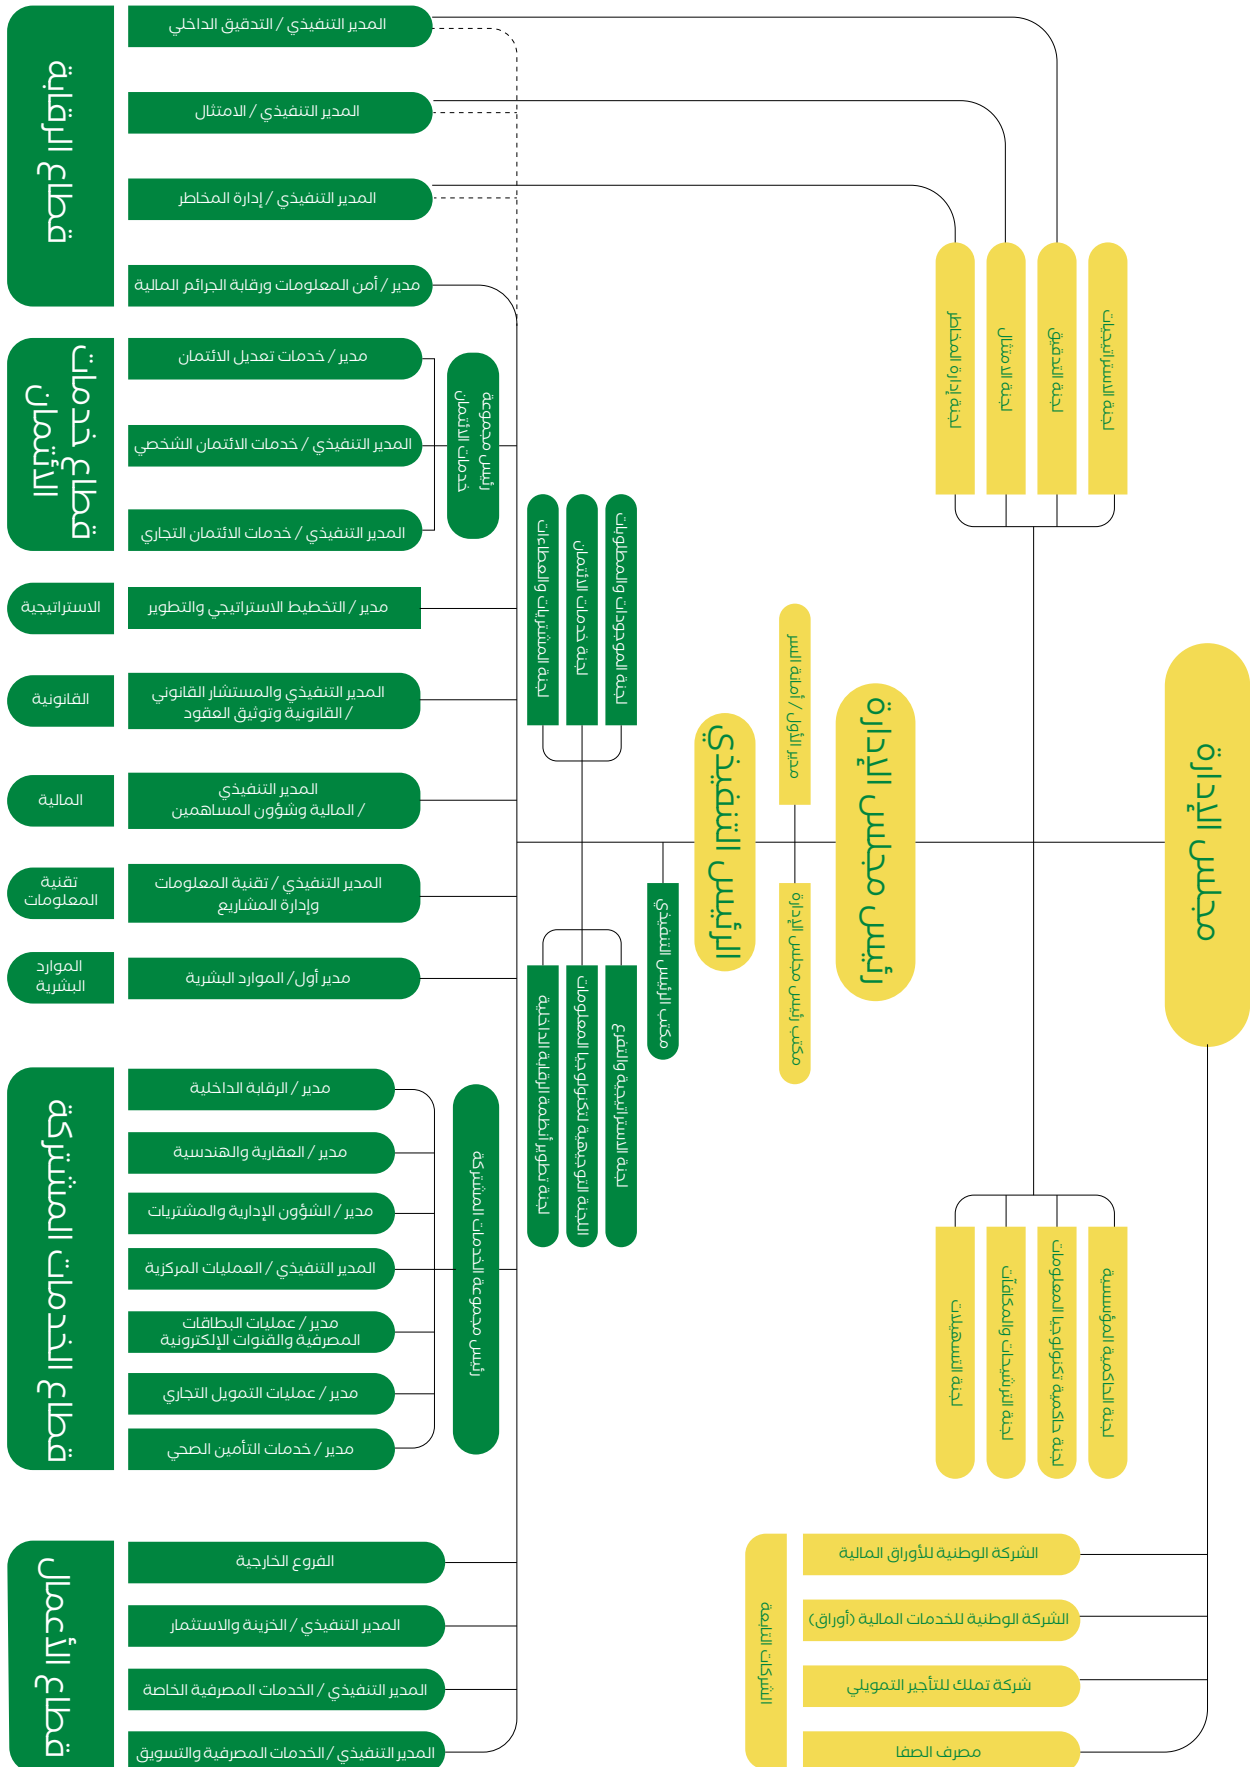 مجلس الإدارة
لجنة الاستراتيجيات
لجنة التدقيق
لجنة الامتثال
لجنة إدارة المخاطر
لجنة الحاكمية المؤسسية
لجنة حاكمية تكنولوجيا المعلومات
لجنة الترشيحات والمكافآت
لجنة التسهيلات
الشركات التابعة
الشركة الوطنية للأوراق المالية
الشركة الوطنية للخدمات المالية (أوراق)
شركة تملك للتأجير التمويلي
مصرف الصفا
رئيس مجلس الإدارة
مدير الأول / أمانة السر
مكتب رئيس مجلس الإدارة
الرئيس التنفيذي
مكتب الرئيس التنفيذي
لجنة الموجودات والمطلوبات
لجنة خدمات الائتمان
لجنة المشتريات والعطاءات
لجنة الاستراتيجية والتفرع
اللجنة التوجيهية لتكنولوجيا المعلومات
لجنة تطوير أنظمة الرقابة الداخلية
قطاع الرقابة
المدير التنفيذي / التدقيق الداخلي
المدير التنفيذي / الامتثال
المدير التنفيذي / إدارة المخاطر
مدير / أمن المعلومات ورقابة الجرائم المالية
قطاع خدمات
الائتمان
رئيس مجموعة
خدمات الائتمان
مدير / خدمات تعديل الائتمان
المدير التنفيذي / خدمات الائتمان الشخصي
المدير التنفيذي / خدمات الائتمان التجاري
الاستراتيجية
مدير / التخطيط الاستراتيجي والتطوير
القانونية
المدير التنفيذي والمستشار القانوني
/ القانونية وتوثيق العقود
المالية
المدير التنفيذي
/ المالية وشؤون المساهمين
تقنية
المعلومات
المدير التنفيذي / تقنية المعلومات
وإدارة المشاريع
الموارد
البشرية
مدير أول/ الموارد البشرية
قطاع الخدمات المشتركة
رئيس مجموعة الخدمات المشتركة
مدير / الرقابة الداخلية
مدير / العقارية والهندسية
مدير / الشؤون الإدارية والمشتريات
المدير التنفيذي / العمليات المركزية
مدير / عمليات البطاقات
المصرفية والقنوات الإلكترونية
مدير / عمليات التمويل التجاري
مدير / خدمات التأمين الصحي
قطاع الأعمال
الفروع الخارجية
المدير التنفيذي / الخزينة والاستثمار
المدير التنفيذي / الخدمات المصرفية الخاصة
المدير التنفيذي / الخدمات المصرفية والتسويق